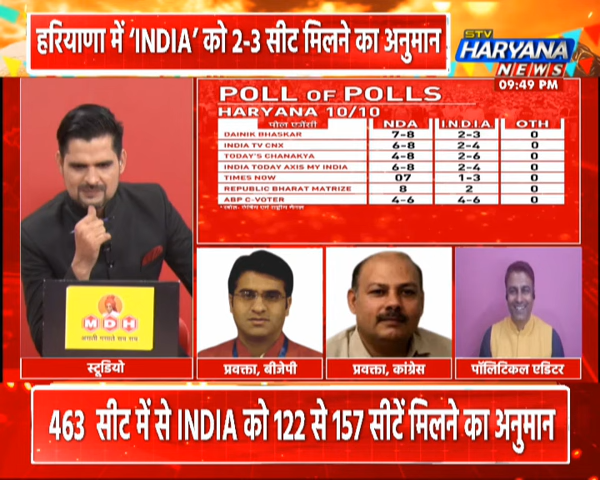 हरियाणा में ‘INDIA’ को 2-3 सीट मिलने का अनुमान
STV
HARYANA
NEWS
09:49 PM
POLL OF POLLS
HARYANA 10/10
पोल एजेंसी NDA I.N.D.I.A OTH
DAINIK BHASKAR 7-8 2-3 0
INDIA TV CNX 6-8 2-4 0
TODAY'S CHANAKYA 4-8 2-6 0
INDIA TODAY AXIS MY INDIA 6-8 2-4 0
TIMES NOW 07 1-3 0
REPUBLIC BHARAT MATRIZE 8 2 0
ABP C-VOTER 4-6 4-6 0
MDH
असली मसाले सच सच
स्टूडियो
प्रवक्ता, बीजेपी
प्रवक्ता, कांग्रेस
पॉलिटिकल एडिटर
463 सीट में से INDIA को 122 से 157 सीटें मिलने का अनुमान